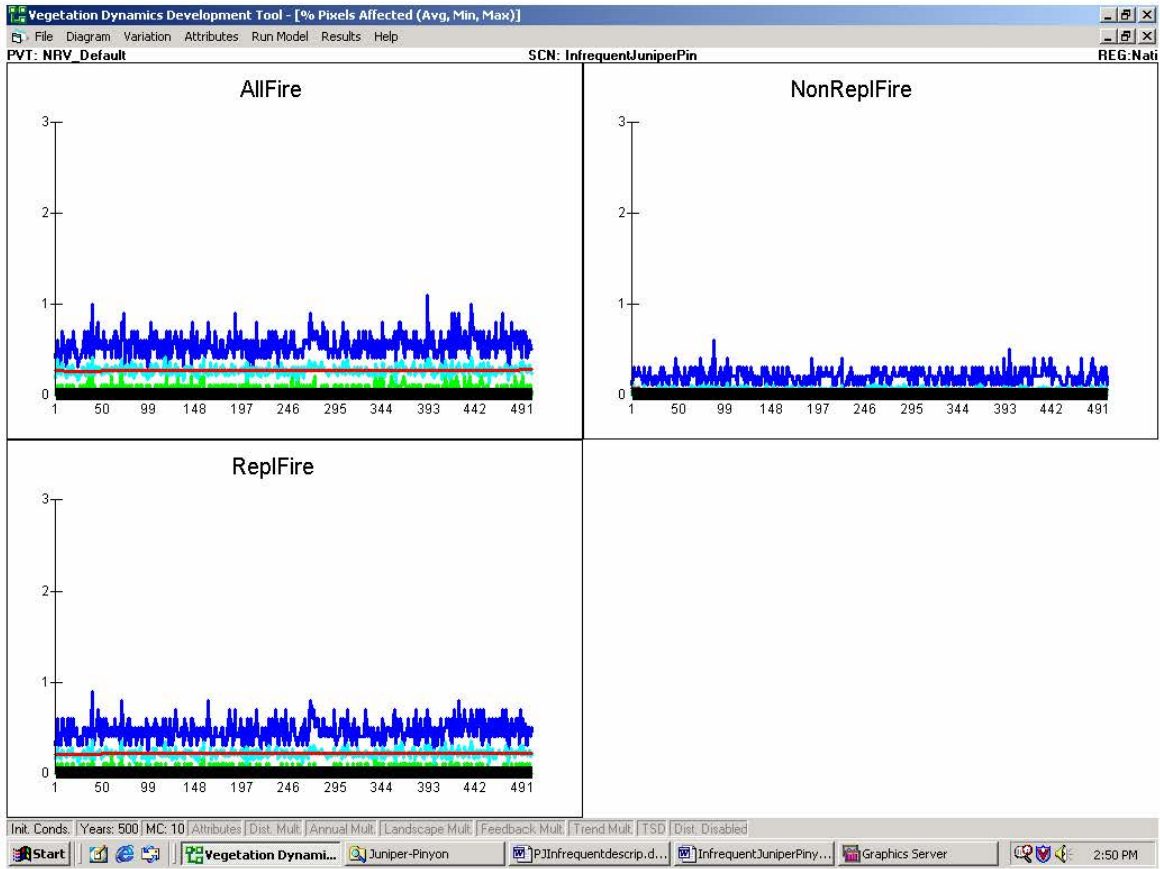 Vegetation Dynamics Development Tool - [% Pixels Affected (Avg, Min, Max)]
File Diagram Variation Attributes Run Model Results Help
PVT: NRV_Default SCN: InfrequentJuniperPin REG:Nati
AllFire
3
2
1
0
1 50 99 148 197 246 295 344 393 442 491
NonReplFire
3
2
1
0
1 50 99 148 197 246 295 344 393 442 491
ReplFire
3
2
1
0
1 50 99 148 197 246 295 344 393 442 491
Init. Conds. Years: 500 MC: 10 Attributes Dist. Mult. Annual Mult. Landscape Mult. Feedback Mult. Trend Mult. TSD Dist. Disabled
Start Vegetation Dynami... Juniper-Pinyon PJInfrequentdescrip.d... InfrequentJuniperPiny... Graphics Server 2:50 PM